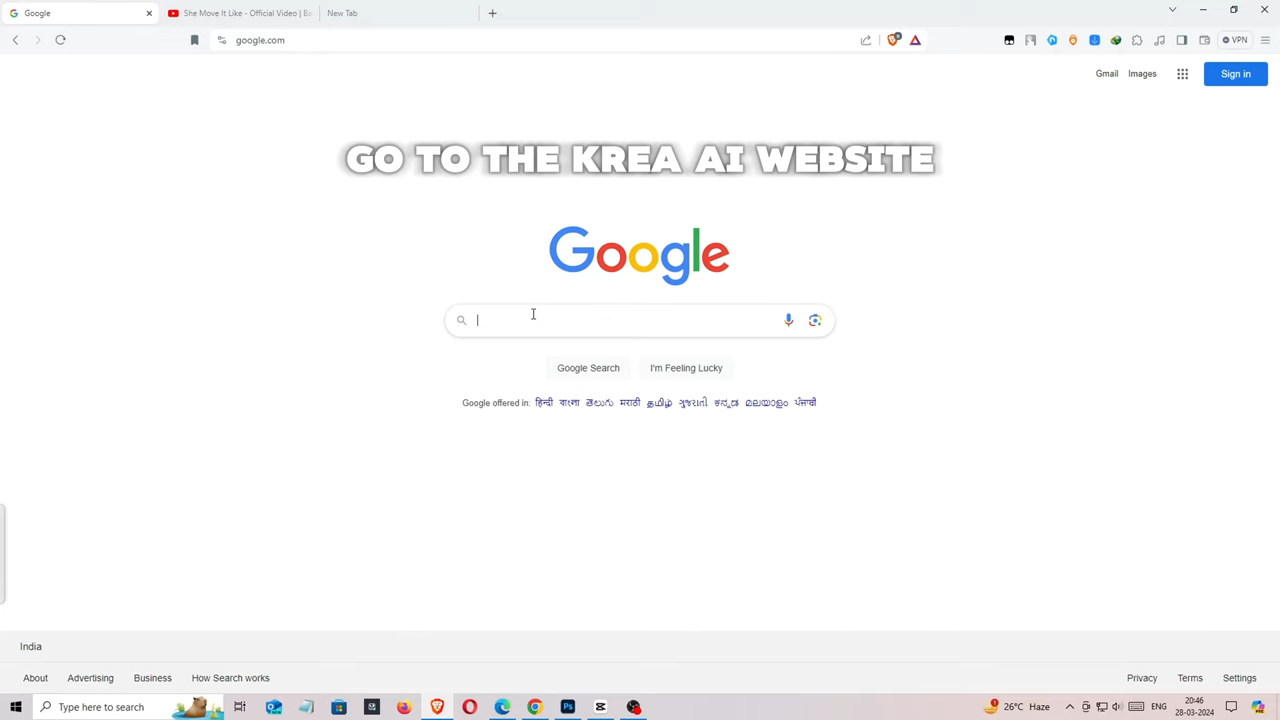 Google
She Move It Like - Official Video | Ba
New Tab
google.com
VPN
Gmail
Images
Sign in
GO TO THE KREA AI WEBSITE
Google
Google Search
I'm Feeling Lucky
Google offered in: हिन्दी বাংলা తెలుగు मराठी தமிழ் ગુજરાતી ಕನ್ನಡ മലയാളം ਪੰਜਾਬੀ
India
About
Advertising
Business
How Search works
Privacy
Terms
Settings
Type here to search
26°C Haze
ENG
20:46
28-03-2024